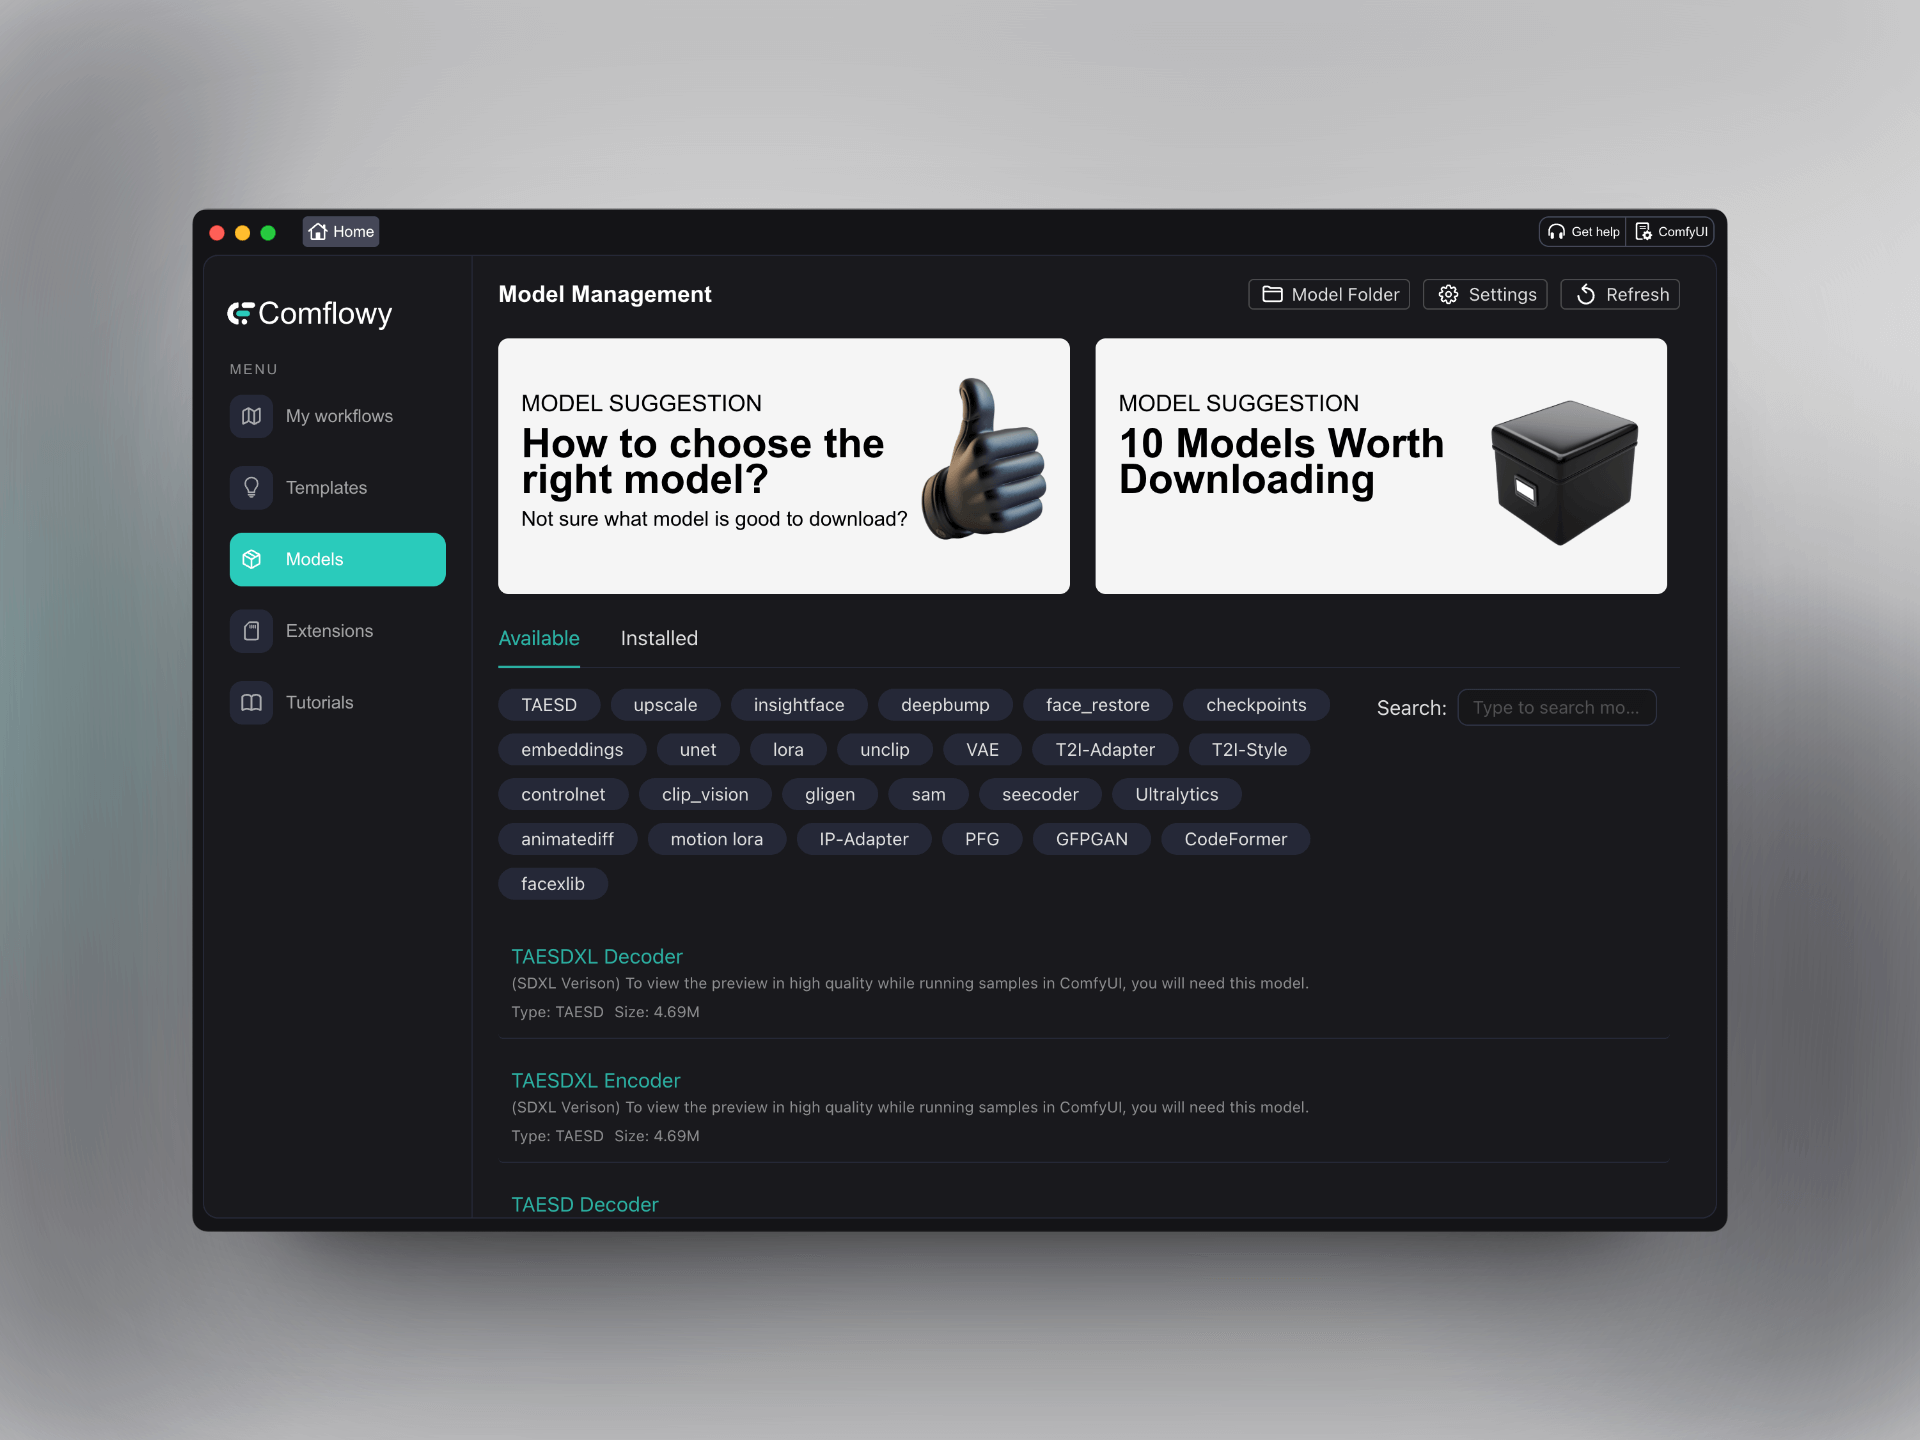 Home
Get help
ComfyUI
Comflowy
MENU
My workflows
Templates
Models
Extensions
Tutorials
Model Management
Model Folder
Settings
Refresh
MODEL SUGGESTION
How to choose the
right model?
Not sure what model is good to download?
MODEL SUGGESTION
10 Models Worth
Downloading
Available
Installed
TAESD upscale insightface deepbump face_restore checkpoints
embeddings unet lora unclip VAE T2I-Adapter T2I-Style
controlnet clip_vision gligen sam seecoder Ultralytics
animatediff motion lora IP-Adapter PFG GFPGAN CodeFormer
facexlib
Search: Type to search mo...
TAESDXL Decoder
(SDXL Verison) To view the preview in high quality while running samples in ComfyUI, you will need this model.
Type: TAESD Size: 4.69M
TAESDXL Encoder
(SDXL Verison) To view the preview in high quality while running samples in ComfyUI, you will need this model.
Type: TAESD Size: 4.69M
TAESD Decoder